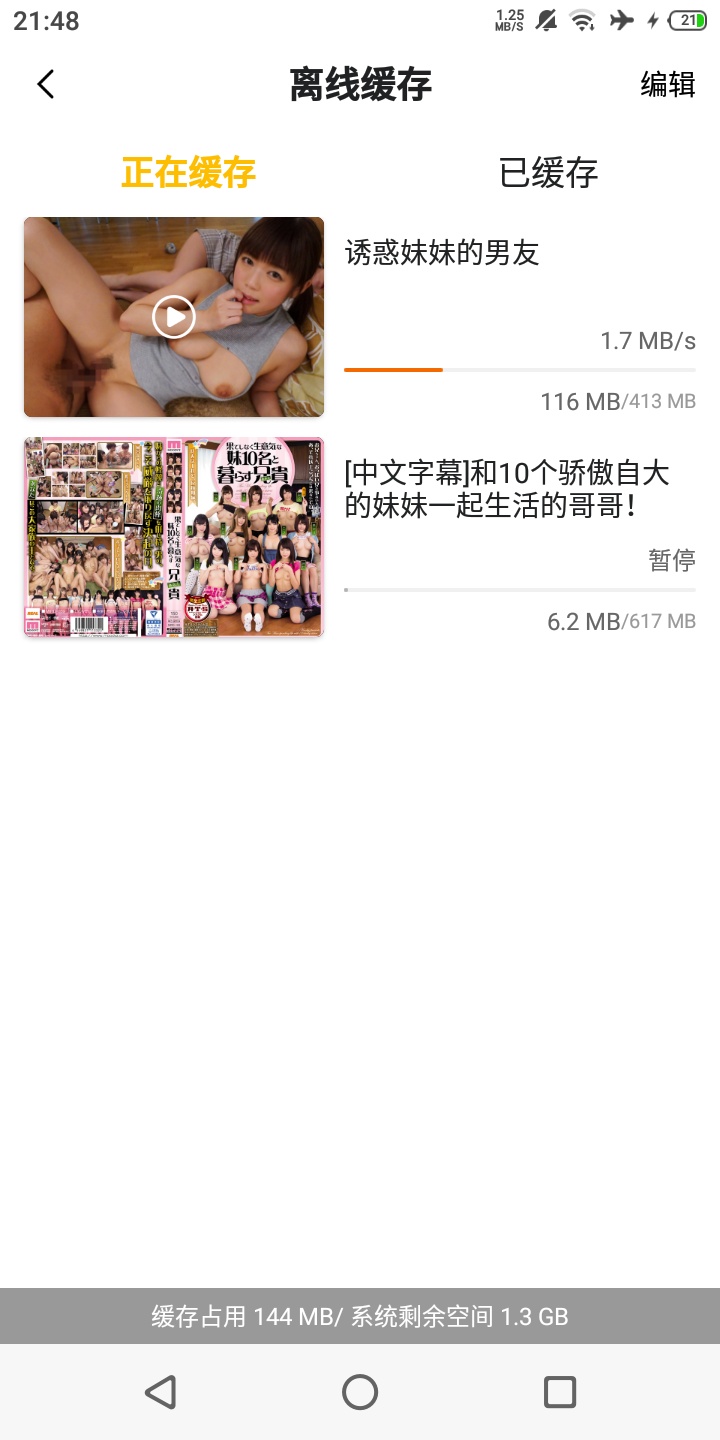 21:48
1.25
MB/S
21
离线缓存
编辑
正在缓存
已缓存
诱惑妹妹的男友
1.7 MB/s
116 MB/413 MB
果てしなく生意気な
妹10名と
暮らす兄貴
[中文字幕]和10个骄傲自大
的妹妹一起生活的哥哥！
暂停
6.2 MB/617 MB
缓存占用 144 MB/ 系统剩余空间 1.3 GB